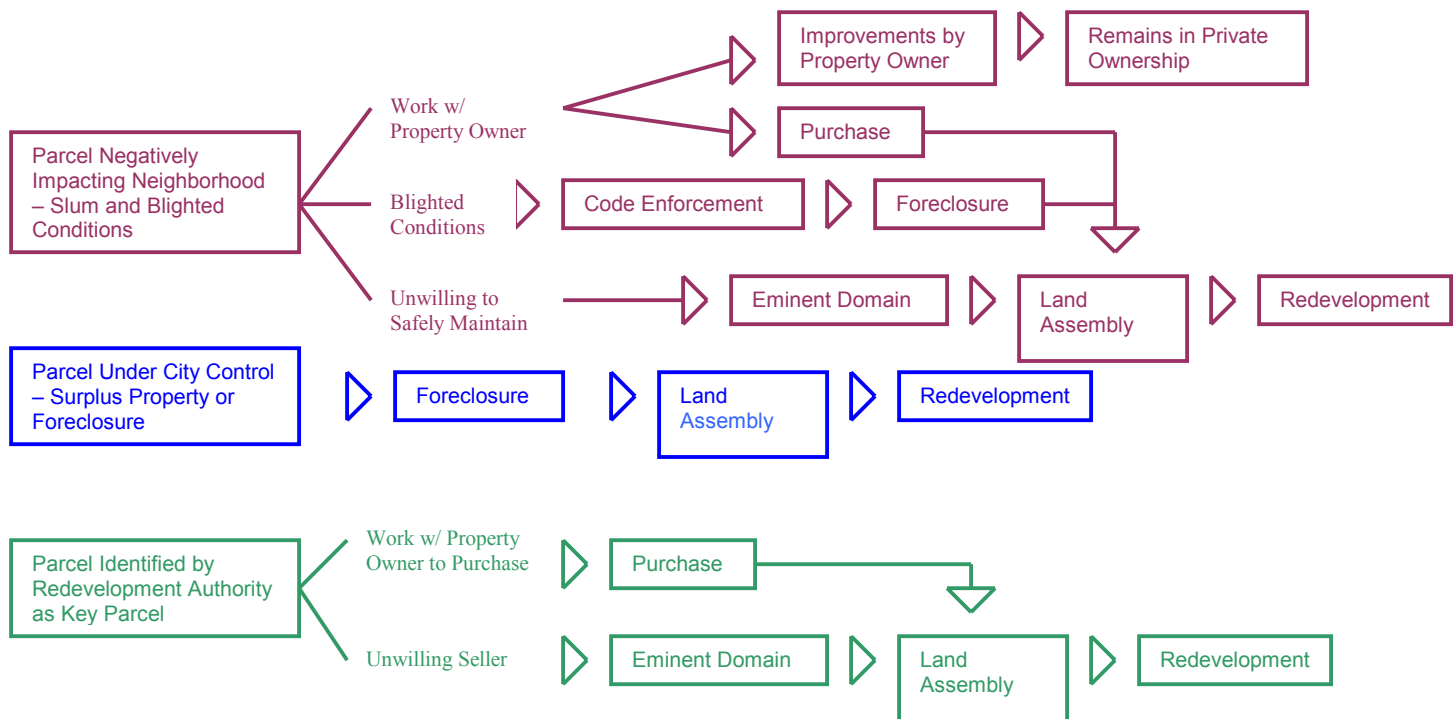 Improvements by
Property Owner
Remains in Private
Ownership
Work w/
Property Owner
Purchase
Parcel Negatively
Impacting Neighborhood
– Slum and Blighted
Conditions
Blighted
Conditions
Code Enforcement
Foreclosure
Unwilling to
Safely Maintain
Eminent Domain
Land
Assembly
Redevelopment
Parcel Under City Control
– Surplus Property or
Foreclosure
Foreclosure
Land
Assembly
Redevelopment
Parcel Identified by
Redevelopment Authority
as Key Parcel
Work w/ Property
Owner to Purchase
Purchase
Unwilling Seller
Eminent Domain
Land
Assembly
Redevelopment